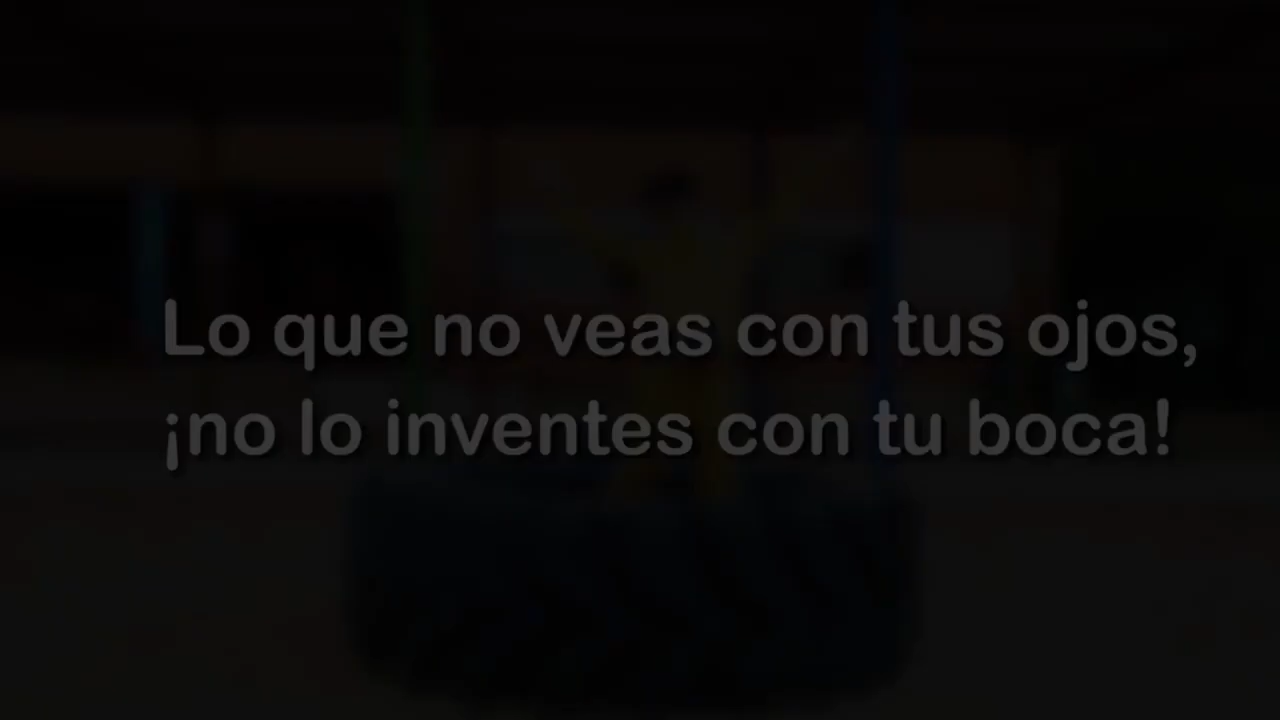 Lo que no veas con tus ojos,
¡no lo inventes con tu boca!